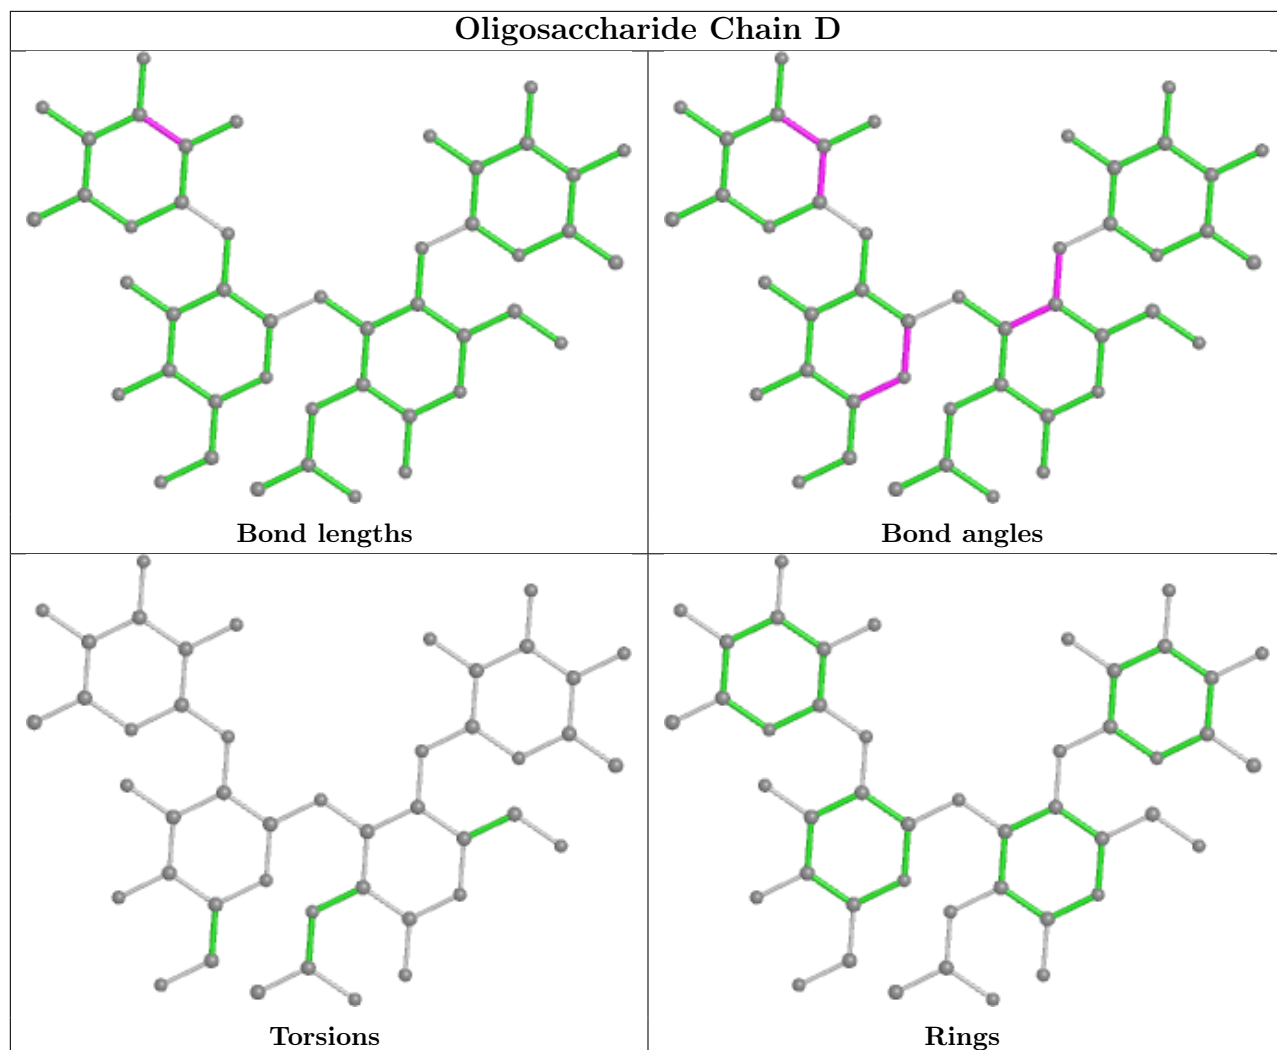 Oligosaccharide Chain D
Bond lengths
Bond angles
Torsions
Rings